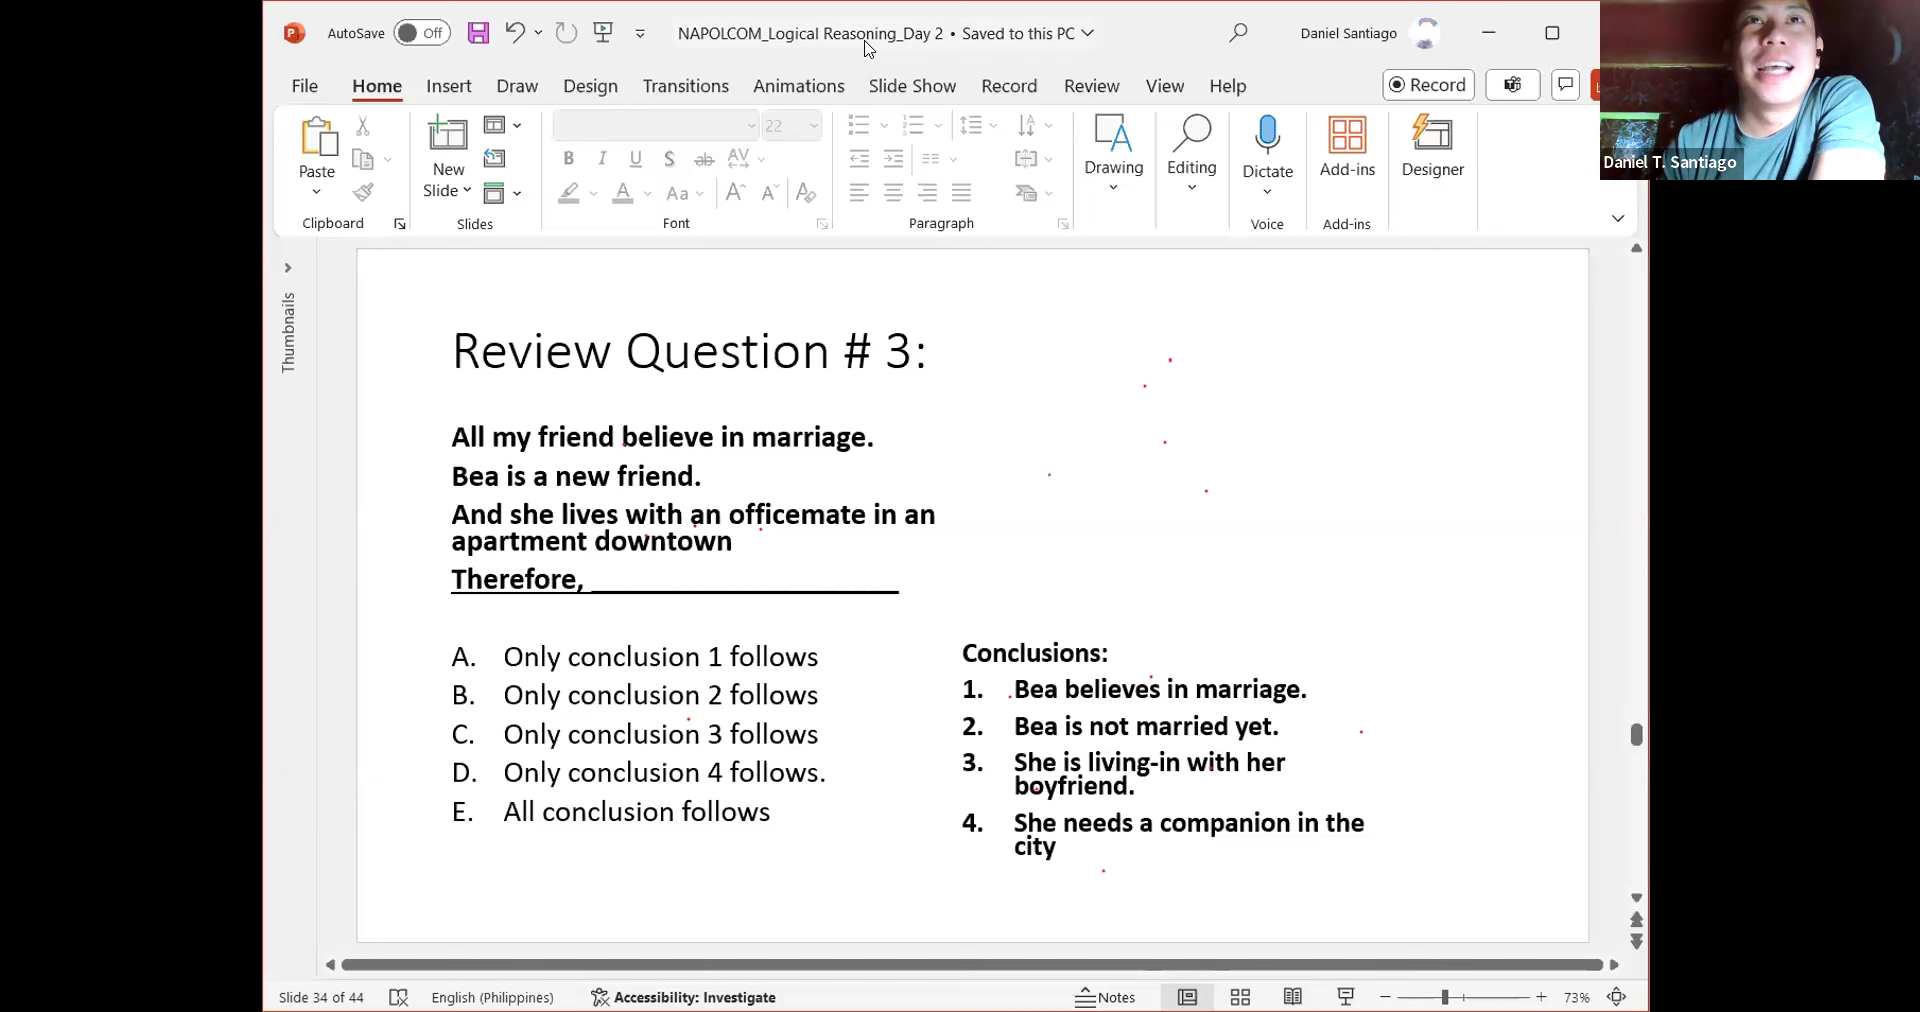 AutoSave Off NAPOLCOM_Logical Reasoning_Day 2 • Saved to this PC Daniel Santiago
File Home Insert Draw Design Transitions Animations Slide Show Record Review View Help Record
Paste
New
Slide
22
B I U S ab AV
A Aa A A A
Drawing
Editing
Dictate
Add-ins
Designer
Clipboard Slides Font Paragraph Voice Add-ins
Daniel T. Santiago
Thumbnails
Review Question # 3:
All my friend believe in marriage.
Bea is a new friend.
And she lives with an officemate in an
apartment downtown
Therefore, ______________________
A. Only conclusion 1 follows
B. Only conclusion 2 follows
C. Only conclusion 3 follows
D. Only conclusion 4 follows.
E. All conclusion follows
Conclusions:
1. Bea believes in marriage.
2. Bea is not married yet.
3. She is living-in with her
boyfriend.
4. She needs a companion in the
city
Slide 34 of 44 English (Philippines) Accessibility: Investigate Notes 73%